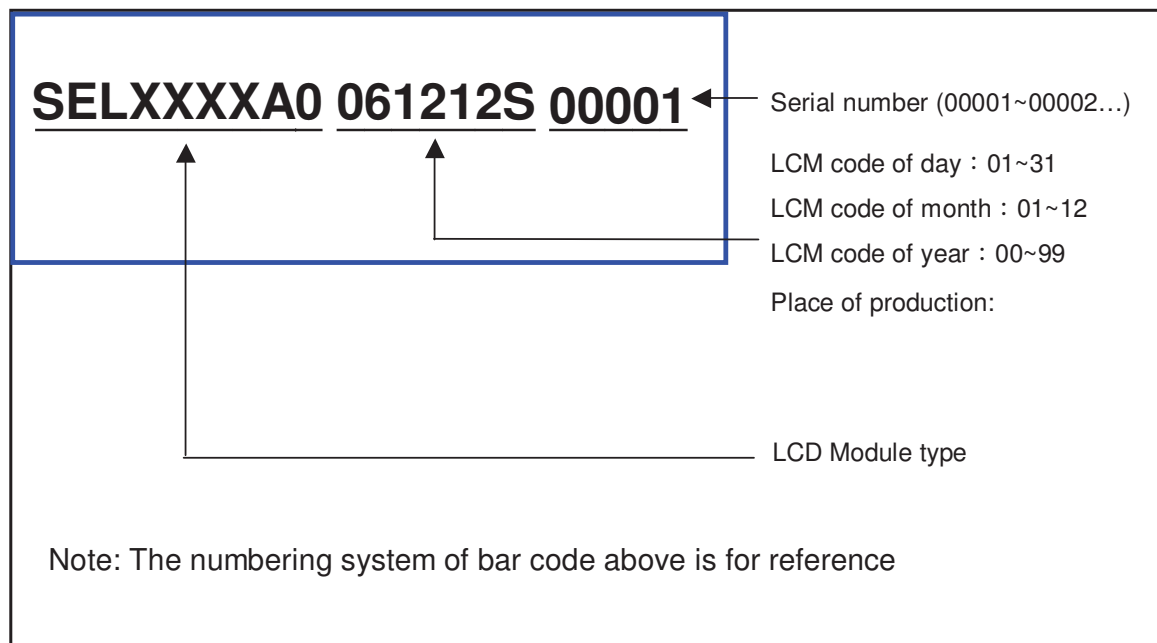 SELXXXXA0 061212S 00001
Serial number (00001~00002…)
LCM code of day：01~31
LCM code of month：01~12
LCM code of year：00~99
Place of production:
LCD Module type
Note: The numbering system of bar code above is for reference